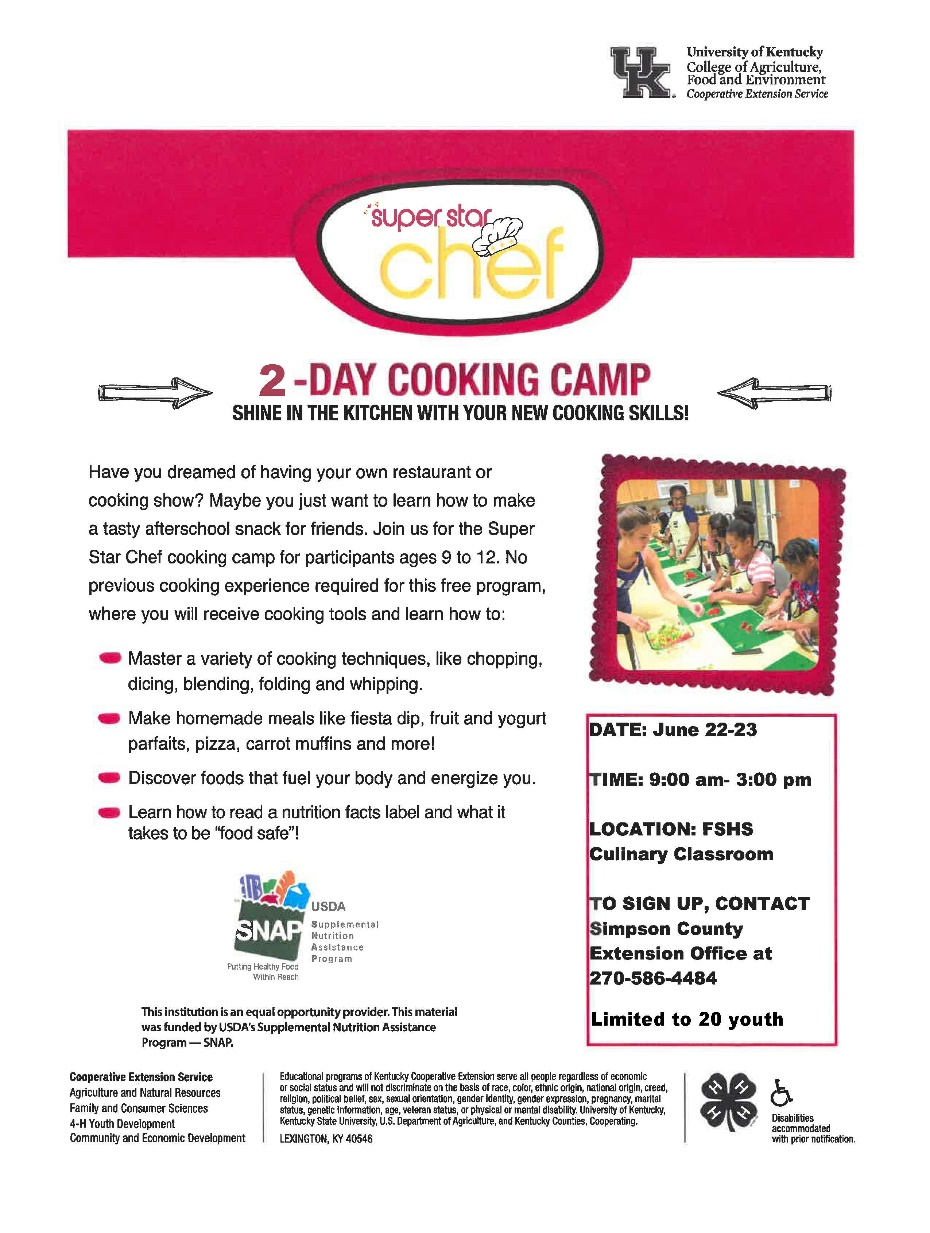 University of Kentucky
College of Agriculture,
Food and Environment
Cooperative Extension Service
super star
chef
2-DAY COOKING CAMP
SHINE IN THE KITCHEN WITH YOUR NEW COOKING SKILLS!
Have you dreamed of having your own restaurant or
cooking show? Maybe you just want to learn how to make
a tasty afterschool snack for friends. Join us for the Super
Star Chef cooking camp for participants ages 9 to 12. No
previous cooking experience required for this free program,
where you will receive cooking tools and learn how to:
Master a variety of cooking techniques, like chopping,
dicing, blending, folding and whipping.
Make homemade meals like fiesta dip, fruit and yogurt
parfaits, pizza, carrot muffins and more!
Discover foods that fuel your body and energize you.
Learn how to read a nutrition facts label and what it
takes to be “food safe”!
DATE: June 22-23
TIME: 9:00 am- 3:00 pm
LOCATION: FSHS
Culinary Classroom
TO SIGN UP, CONTACT
Simpson County
Extension Office at
270-586-4484
Limited to 20 youth
SNAP
USDA
Supplemental
Nutrition
Assistance
Program
Putting Healthy Food
Within Reach
This institution is an equal opportunity provider. This material
was funded by USDA's Supplemental Nutrition Assistance
Program — SNAP.
Cooperative Extension Service
Agriculture and Natural Resources
Family and Consumer Sciences
4-H Youth Development
Community and Economic Development
Educational programs of Kentucky Cooperative Extension serve all people regardless of economic
or social status and will not discriminate on the basis of race, color, ethnic origin, national origin, creed,
religion, political belief, sex, sexual orientation, gender identity, gender expression, pregnancy, marital
status, genetic information, age, veteran status, or physical or mental disability. University of Kentucky,
Kentucky State University, U.S. Department of Agriculture, and Kentucky Counties, Cooperating.
LEXINGTON, KY 40546
H H
H H
Disabilities
accommodated
with prior notification.